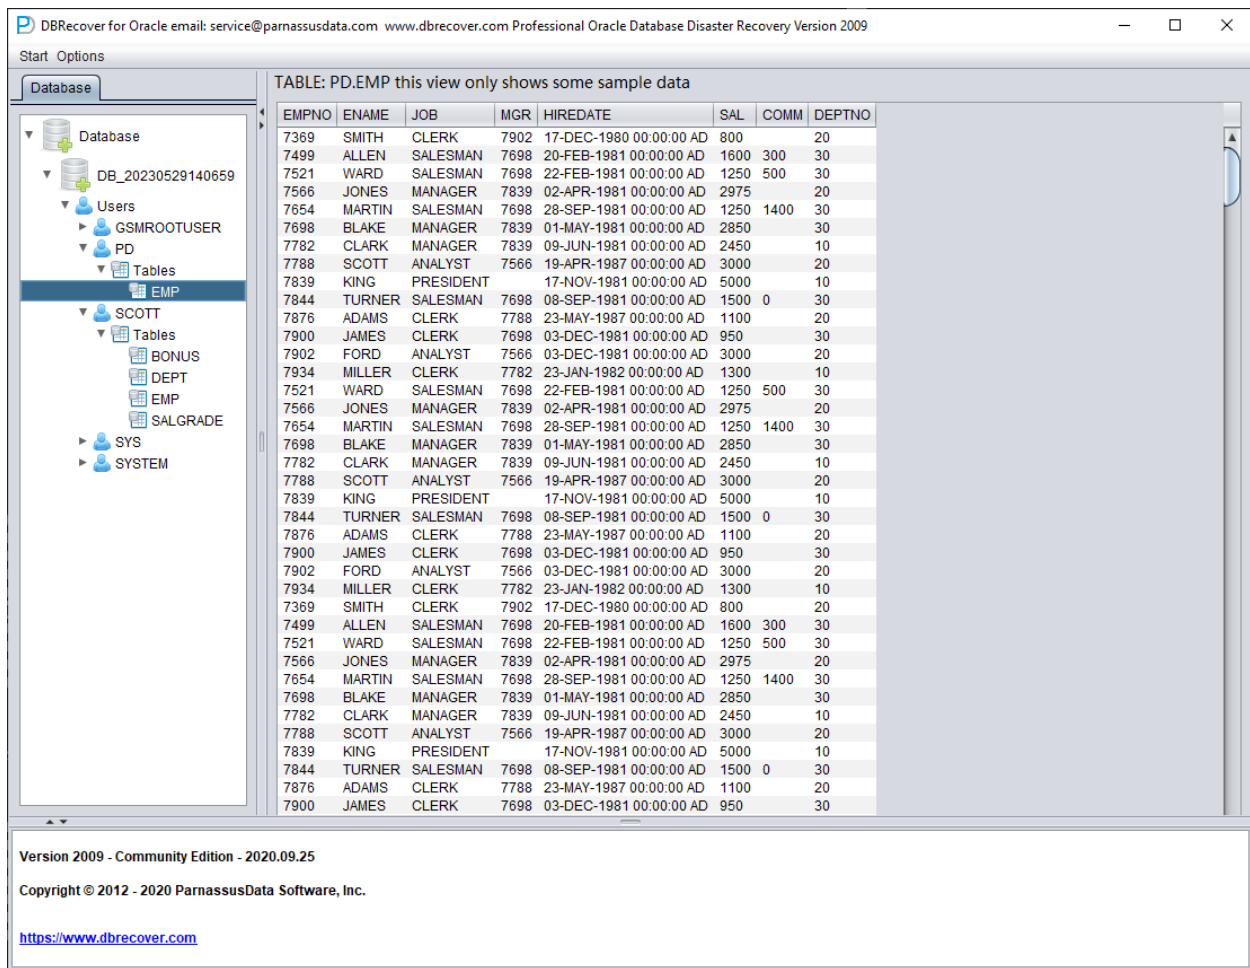 DBRecover for Oracle email: service@parnassusdata.com www.dbrecover.com Professional Oracle Database Disaster Recovery Version 2009
Start Options
Database
Database
DB_20230529140659
Users
GSMROOTUSER
PD
Tables
EMP
SCOTT
Tables
BONUS
DEPT
EMP
SALGRADE
SYS
SYSTEM
TABLE: PD.EMP this view only shows some sample data
EMPNO ENAME JOB MGR HIREDATE SAL COMM DEPTNO
7369 SMITH CLERK 7902 17-DEC-1980 00:00:00 AD 800 20
7499 ALLEN SALESMAN 7698 20-FEB-1981 00:00:00 AD 1600 300 30
7521 WARD SALESMAN 7698 22-FEB-1981 00:00:00 AD 1250 500 30
7566 JONES MANAGER 7839 02-APR-1981 00:00:00 AD 2975 20
7654 MARTIN SALESMAN 7698 28-SEP-1981 00:00:00 AD 1250 1400 30
7698 BLAKE MANAGER 7839 01-MAY-1981 00:00:00 AD 2850 30
7782 CLARK MANAGER 7839 09-JUN-1981 00:00:00 AD 2450 10
7788 SCOTT ANALYST 7566 19-APR-1987 00:00:00 AD 3000 20
7839 KING PRESIDENT 17-NOV-1981 00:00:00 AD 5000 10
7844 TURNER SALESMAN 7698 08-SEP-1981 00:00:00 AD 1500 0 30
7876 ADAMS CLERK 7788 23-MAY-1987 00:00:00 AD 1100 20
7900 JAMES CLERK 7698 03-DEC-1981 00:00:00 AD 950 30
7902 FORD ANALYST 7566 03-DEC-1981 00:00:00 AD 3000 20
7934 MILLER CLERK 7782 23-JAN-1982 00:00:00 AD 1300 10
7521 WARD SALESMAN 7698 22-FEB-1981 00:00:00 AD 1250 500 30
7566 JONES MANAGER 7839 02-APR-1981 00:00:00 AD 2975 20
7654 MARTIN SALESMAN 7698 28-SEP-1981 00:00:00 AD 1250 1400 30
7698 BLAKE MANAGER 7839 01-MAY-1981 00:00:00 AD 2850 30
7782 CLARK MANAGER 7839 09-JUN-1981 00:00:00 AD 2450 10
7788 SCOTT ANALYST 7566 19-APR-1987 00:00:00 AD 3000 20
7839 KING PRESIDENT 17-NOV-1981 00:00:00 AD 5000 10
7844 TURNER SALESMAN 7698 08-SEP-1981 00:00:00 AD 1500 0 30
7876 ADAMS CLERK 7788 23-MAY-1987 00:00:00 AD 1100 20
7900 JAMES CLERK 7698 03-DEC-1981 00:00:00 AD 950 30
7902 FORD ANALYST 7566 03-DEC-1981 00:00:00 AD 3000 20
7934 MILLER CLERK 7782 23-JAN-1982 00:00:00 AD 1300 10
7369 SMITH CLERK 7902 17-DEC-1980 00:00:00 AD 800 20
7499 ALLEN SALESMAN 7698 20-FEB-1981 00:00:00 AD 1600 300 30
7521 WARD SALESMAN 7698 22-FEB-1981 00:00:00 AD 1250 500 30
7566 JONES MANAGER 7839 02-APR-1981 00:00:00 AD 2975 20
7654 MARTIN SALESMAN 7698 28-SEP-1981 00:00:00 AD 1250 1400 30
7698 BLAKE MANAGER 7839 01-MAY-1981 00:00:00 AD 2850 30
7782 CLARK MANAGER 7839 09-JUN-1981 00:00:00 AD 2450 10
7788 SCOTT ANALYST 7566 19-APR-1987 00:00:00 AD 3000 20
7839 KING PRESIDENT 17-NOV-1981 00:00:00 AD 5000 10
7844 TURNER SALESMAN 7698 08-SEP-1981 00:00:00 AD 1500 0 30
7876 ADAMS CLERK 7788 23-MAY-1987 00:00:00 AD 1100 20
7900 JAMES CLERK 7698 03-DEC-1981 00:00:00 AD 950 30
Version 2009 - Community Edition - 2020.09.25
Copyright © 2012 - 2020 ParnassusData Software, Inc.
https://www.dbrecover.com